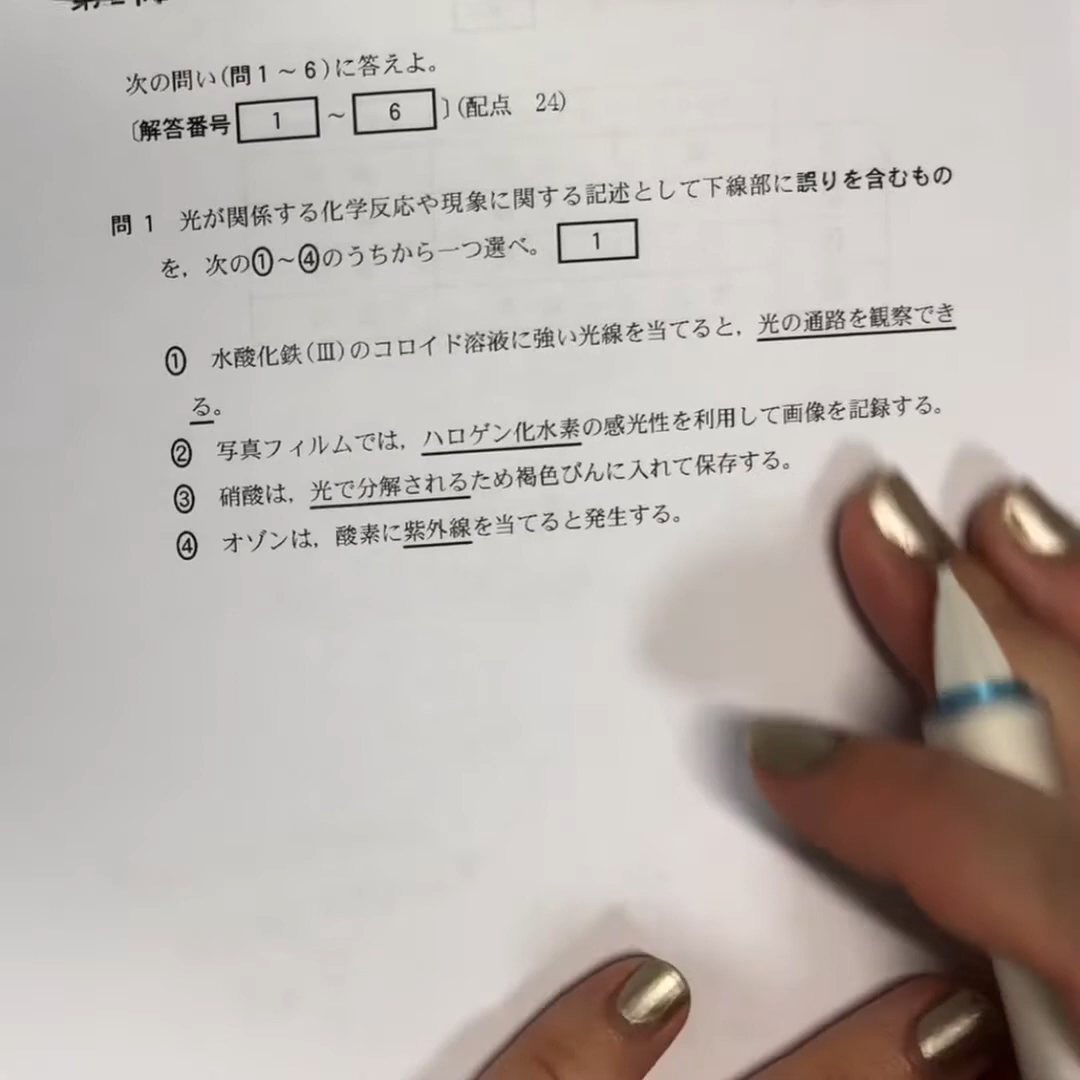 次の問い(問1～6)に答えよ。
〔解答番号 1 ～ 6 〕(配点 24)
問1 光が関係する化学反応や現象に関する記述として下線部に誤りを含むもの
を，次の①～④のうちから一つ選べ。 1
① 水酸化鉄(Ⅲ)のコロイド溶液に強い光線を当てると，光の通路を観察でき
る。
② 写真フィルムでは，ハロゲン化水素の感光性を利用して画像を記録する。
③ 硝酸は，光で分解されるため褐色びんに入れて保存する。
④ オゾンは，酸素に紫外線を当てると発生する。